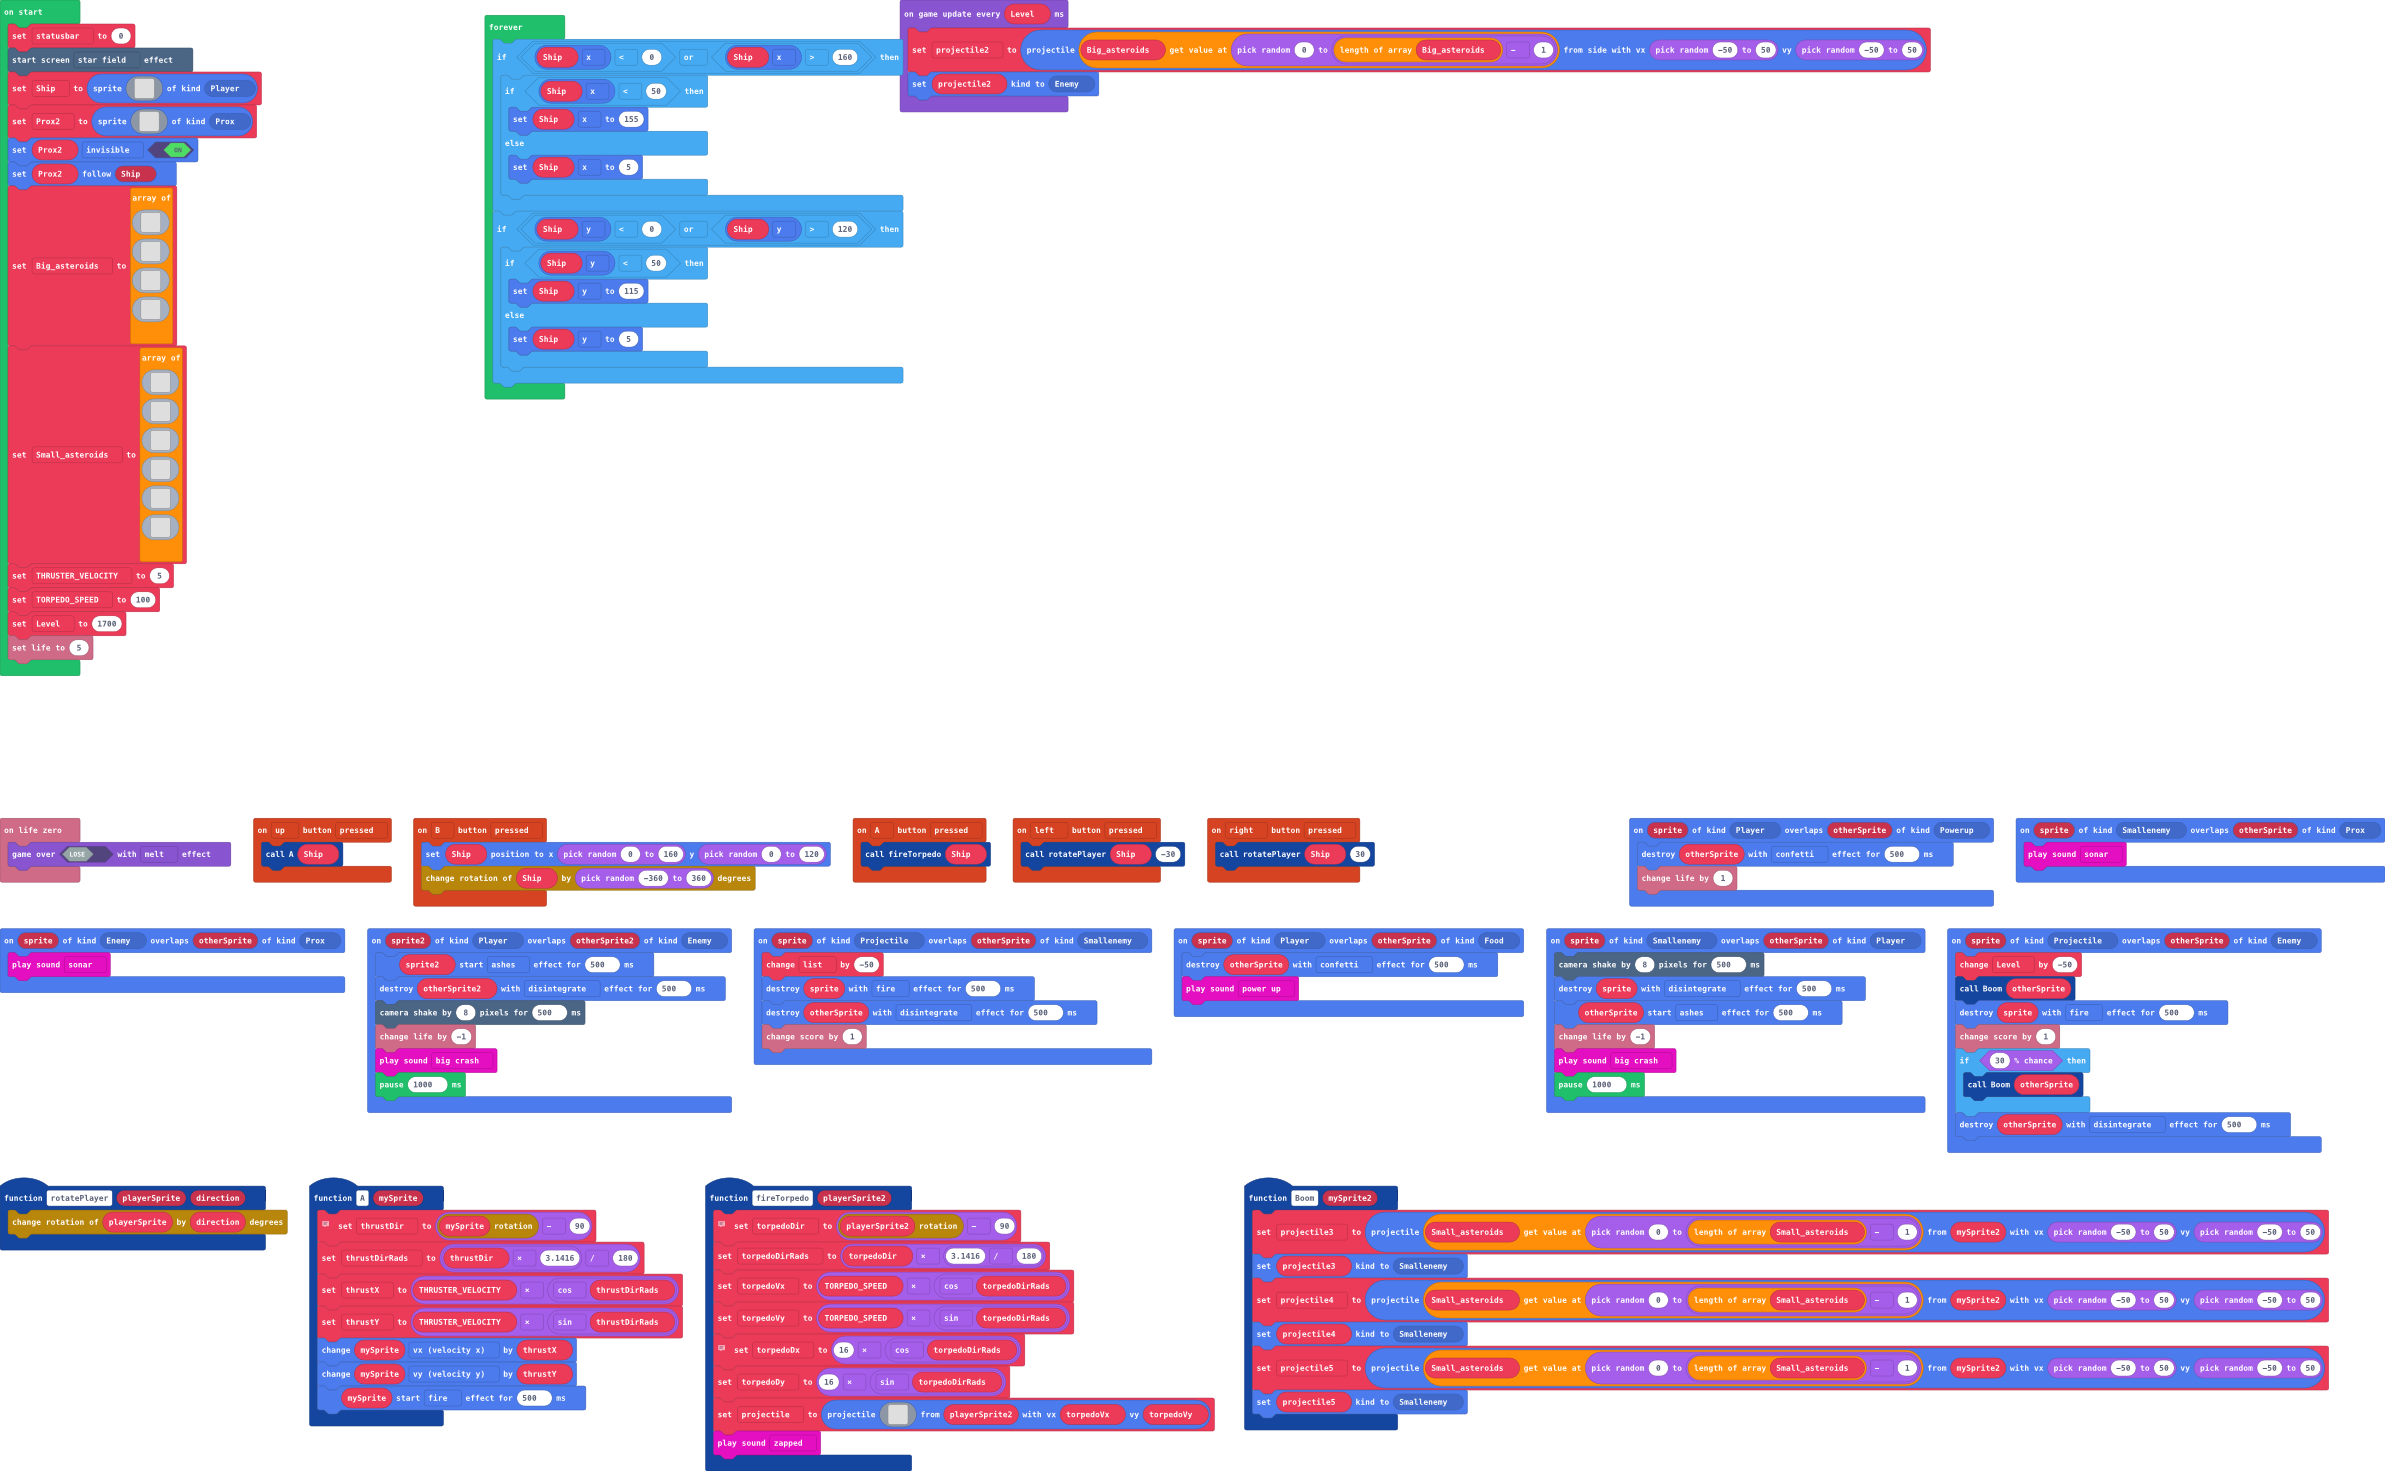 on start
set statusbar to 0
start screen star field effect
set Ship to sprite of kind Player
set Prox2 to sprite of kind Prox
set Prox2 invisible ON
set Prox2 follow Ship
set Big_asteroids to array of
set Small_asteroids to array of
set THRUSTER_VELOCITY to 5
set TORPEDO_SPEED to 100
set Level to 1700
set life to 5
forever
if Ship x < 0 or Ship x > 160 then
if Ship x < 50 then
set Ship x to 155
else
set Ship x to 5
if Ship y < 0 or Ship y > 120 then
if Ship y < 50 then
set Ship y to 115
else
set Ship y to 5
on game update every Level ms
set projectile2 to projectile Big_asteroids get value at pick random 0 to length of array Big_asteroids - 1 from side with vx pick random -50 to 50 vy pick random -50 to 50
set projectile2 kind to Enemy
on life zero
game over LOSE with melt effect
on up button pressed
call A Ship
on B button pressed
set Ship position to x pick random 0 to 160 y pick random 0 to 120
change rotation of Ship by pick random -360 to 360 degrees
on A button pressed
call fireTorpedo Ship
on left button pressed
call rotatePlayer Ship -30
on right button pressed
call rotatePlayer Ship 30
on sprite of kind Player overlaps otherSprite of kind Powerup
destroy otherSprite with confetti effect for 500 ms
change life by 1
on sprite of kind Smallenemy overlaps otherSprite of kind Prox
play sound sonar
on sprite of kind Enemy overlaps otherSprite of kind Prox
play sound sonar
on sprite2 of kind Player overlaps otherSprite2 of kind Enemy
sprite2 start ashes effect for 500 ms
destroy otherSprite2 with disintegrate effect for 500 ms
camera shake by 8 pixels for 500 ms
change life by -1
play sound big crash
pause 1000 ms
on sprite of kind Projectile overlaps otherSprite of kind Smallenemy
change list by -50
destroy sprite with fire effect for 500 ms
destroy otherSprite with disintegrate effect for 500 ms
change score by 1
on sprite of kind Player overlaps otherSprite of kind Food
destroy otherSprite with confetti effect for 500 ms
play sound power up
on sprite of kind Smallenemy overlaps otherSprite of kind Player
camera shake by 8 pixels for 500 ms
destroy sprite with disintegrate effect for 500 ms
otherSprite start ashes effect for 500 ms
change life by -1
play sound big crash
pause 1000 ms
on sprite of kind Projectile overlaps otherSprite of kind Enemy
change Level by -50
call Boom otherSprite
destroy sprite with fire effect for 500 ms
change score by 1
if 30 % chance then
call Boom otherSprite
destroy otherSprite with disintegrate effect for 500 ms
function rotatePlayer playerSprite direction
change rotation of playerSprite by direction degrees
function A mySprite
set thrustDir to mySprite rotation - 90
set thrustDirRads to thrustDir × 3.1416 / 180
set thrustX to THRUSTER_VELOCITY × cos thrustDirRads
set thrustY to THRUSTER_VELOCITY × sin thrustDirRads
change mySprite vx (velocity x) by thrustX
change mySprite vy (velocity y) by thrustY
mySprite start fire effect for 500 ms
function fireTorpedo playerSprite2
set torpedoDir to playerSprite2 rotation - 90
set torpedoDirRads to torpedoDir × 3.1416 / 180
set torpedoVx to TORPEDO_SPEED × cos torpedoDirRads
set torpedoVy to TORPEDO_SPEED × sin torpedoDirRads
set torpedoDx to 16 × cos torpedoDirRads
set torpedoDy to 16 × sin torpedoDirRads
set projectile to projectile from playerSprite2 with vx torpedoVx vy torpedoVy
play sound zapped
function Boom mySprite2
set projectile3 to projectile Small_asteroids get value at pick random 0 to length of array Small_asteroids - 1 from mySprite2 with vx pick random -50 to 50 vy pick random -50 to 50
set projectile3 kind to Smallenemy
set projectile4 to projectile Small_asteroids get value at pick random 0 to length of array Small_asteroids - 1 from mySprite2 with vx pick random -50 to 50 vy pick random -50 to 50
set projectile4 kind to Smallenemy
set projectile5 to projectile Small_asteroids get value at pick random 0 to length of array Small_asteroids - 1 from mySprite2 with vx pick random -50 to 50 vy pick random -50 to 50
set projectile5 kind to Smallenemy